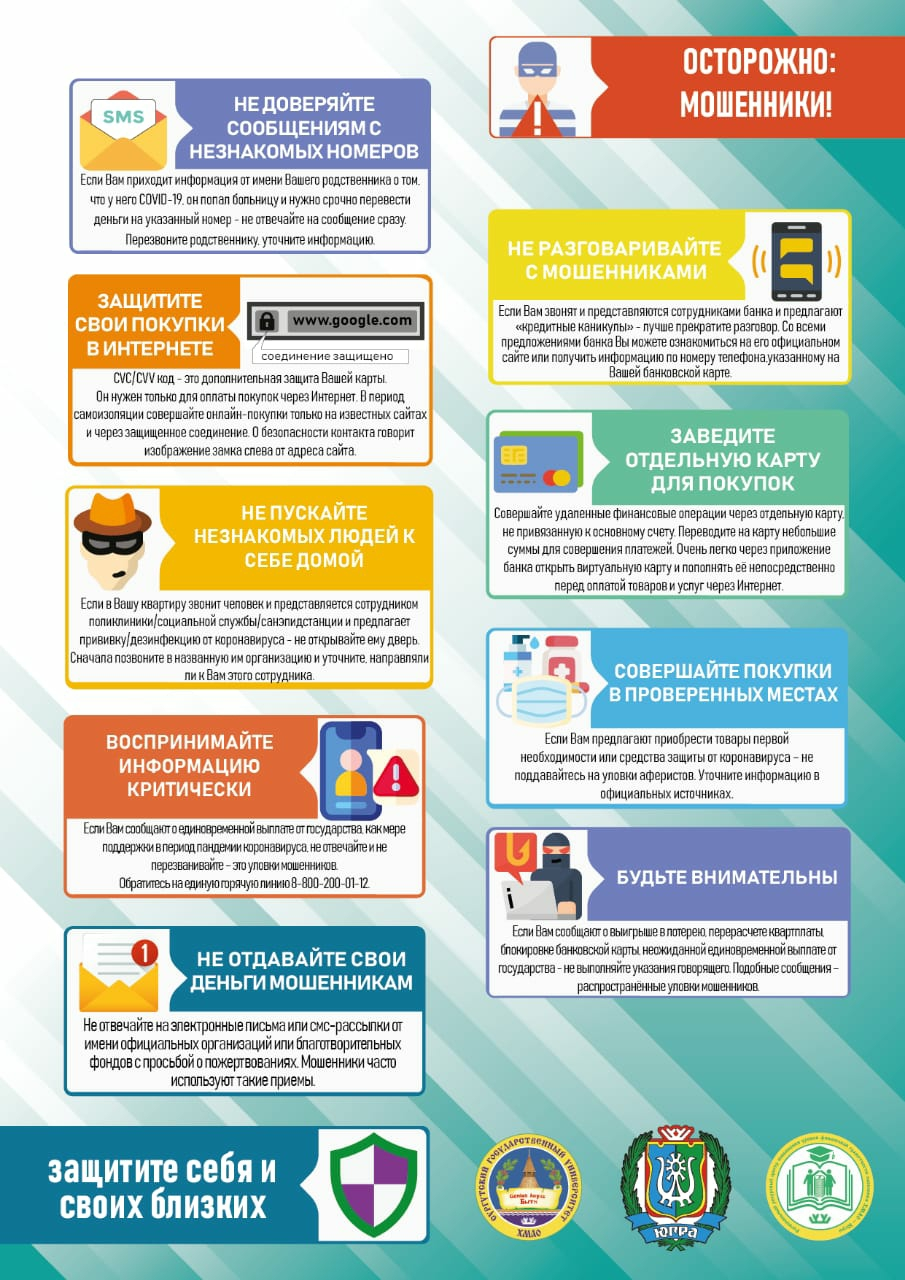 ОСТОРОЖНО:
МОШЕННИКИ!
SMS
НЕ ДОВЕРЯЙТЕ
СООБЩЕНИЯМ С
НЕЗНАКОМЫХ НОМЕРОВ
Если Вам приходит информация от имени Вашего родственника о том,
что у него COVID-19, он попал больницу и нужно срочно перевести
деньги на указанный номер - не отвечайте на сообщение сразу.
Перезвоните родственнику, уточните информацию.
ЗАЩИТИТЕ
СВОИ ПОКУПКИ
В ИНТЕРНЕТЕ
www.google.com
соединение защищено
CVC/CVV код - это дополнительная защита Вашей карты.
Он нужен только для оплаты покупок через Интернет. В период
самоизоляции совершайте онлайн-покупки только на известных сайтах
и через защищенное соединение. О безопасности контакта говорит
изображение замка слева от адреса сайта.
НЕ ПУСКАЙТЕ
НЕЗНАКОМЫХ ЛЮДЕЙ К
СЕБЕ ДОМОЙ
Если в Вашу квартиру звонит человек и представляется сотрудником
поликлиники/социальной службы/санэпидстанции и предлагает
прививку/дезинфекцию от коронавируса - не открывайте ему дверь.
Сначала позвоните в названную им организацию и уточните, направляли
ли к Вам этого сотрудника.
ВОСПРИНИМАЙТЕ
ИНФОРМАЦИЮ
КРИТИЧЕСКИ
Если Вам сообщают о единовременной выплате от государства, как мере
поддержки в период пандемии коронавируса, не отвечайте и не
перезванивайте – это уловки мошенников.
Обратитесь на единую горячую линию 8-800-200-01-12.
1
НЕ ОТДАВАЙТЕ СВОИ
ДЕНЬГИ МОШЕННИКАМ
Не отвечайте на электронные письма или смс-рассылки от
имени официальных организаций или благотворительных
фондов с просьбой о пожертвованиях. Мошенники часто
используют такие приемы.
НЕ РАЗГОВАРИВАЙТЕ
С МОШЕННИКАМИ
Если Вам звонят и представляются сотрудниками банка и предлагают
«кредитные каникулы» - лучше прекратите разговор. Со всеми
предложениями банка Вы можете ознакомиться на его официальном
сайте или получить информацию по номеру телефона,указанному на
Вашей банковской карте.
ЗАВЕДИТЕ
ОТДЕЛЬНУЮ КАРТУ
ДЛЯ ПОКУПОК
Совершайте удаленные финансовые операции через отдельную карту,
не привязанную к основному счету. Переводите на карту небольшие
суммы для совершения платежей. Очень легко через приложение
банка открыть виртуальную карту и пополнять её непосредственно
перед оплатой товаров и услуг через Интернет.
СОВЕРШАЙТЕ ПОКУПКИ
В ПРОВЕРЕННЫХ МЕСТАХ
Если Вам предлагают приобрести товары первой
необходимости или средства защиты от коронавируса – не
поддавайтесь на уловки аферистов. Уточните информацию в
официальных источниках.
БУДЬТЕ ВНИМАТЕЛЬНЫ
Если Вам сообщают о выигрыше в лотерею, перерасчете квартплаты,
блокировке банковской карты, неожиданной единовременной выплате от
государства - не выполняйте указания говорящего. Подобные сообщения –
распространённые уловки мошенников.
защитите себя и
своих близких
СУРГУТСКИЙ ГОСУДАРСТВЕННЫЙ УНИВЕРСИТЕТ
ХМАО
ЮГРА